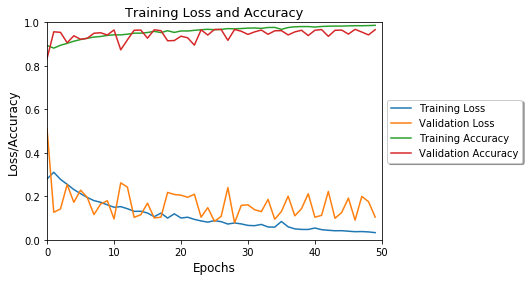 Training Loss and Accuracy
1.0
0.8
0.6
0.4
0.2
0.0
Loss/Accuracy
0
10
20
30
40
50
Epochs
Training Loss
Validation Loss
Training Accuracy
Validation Accuracy